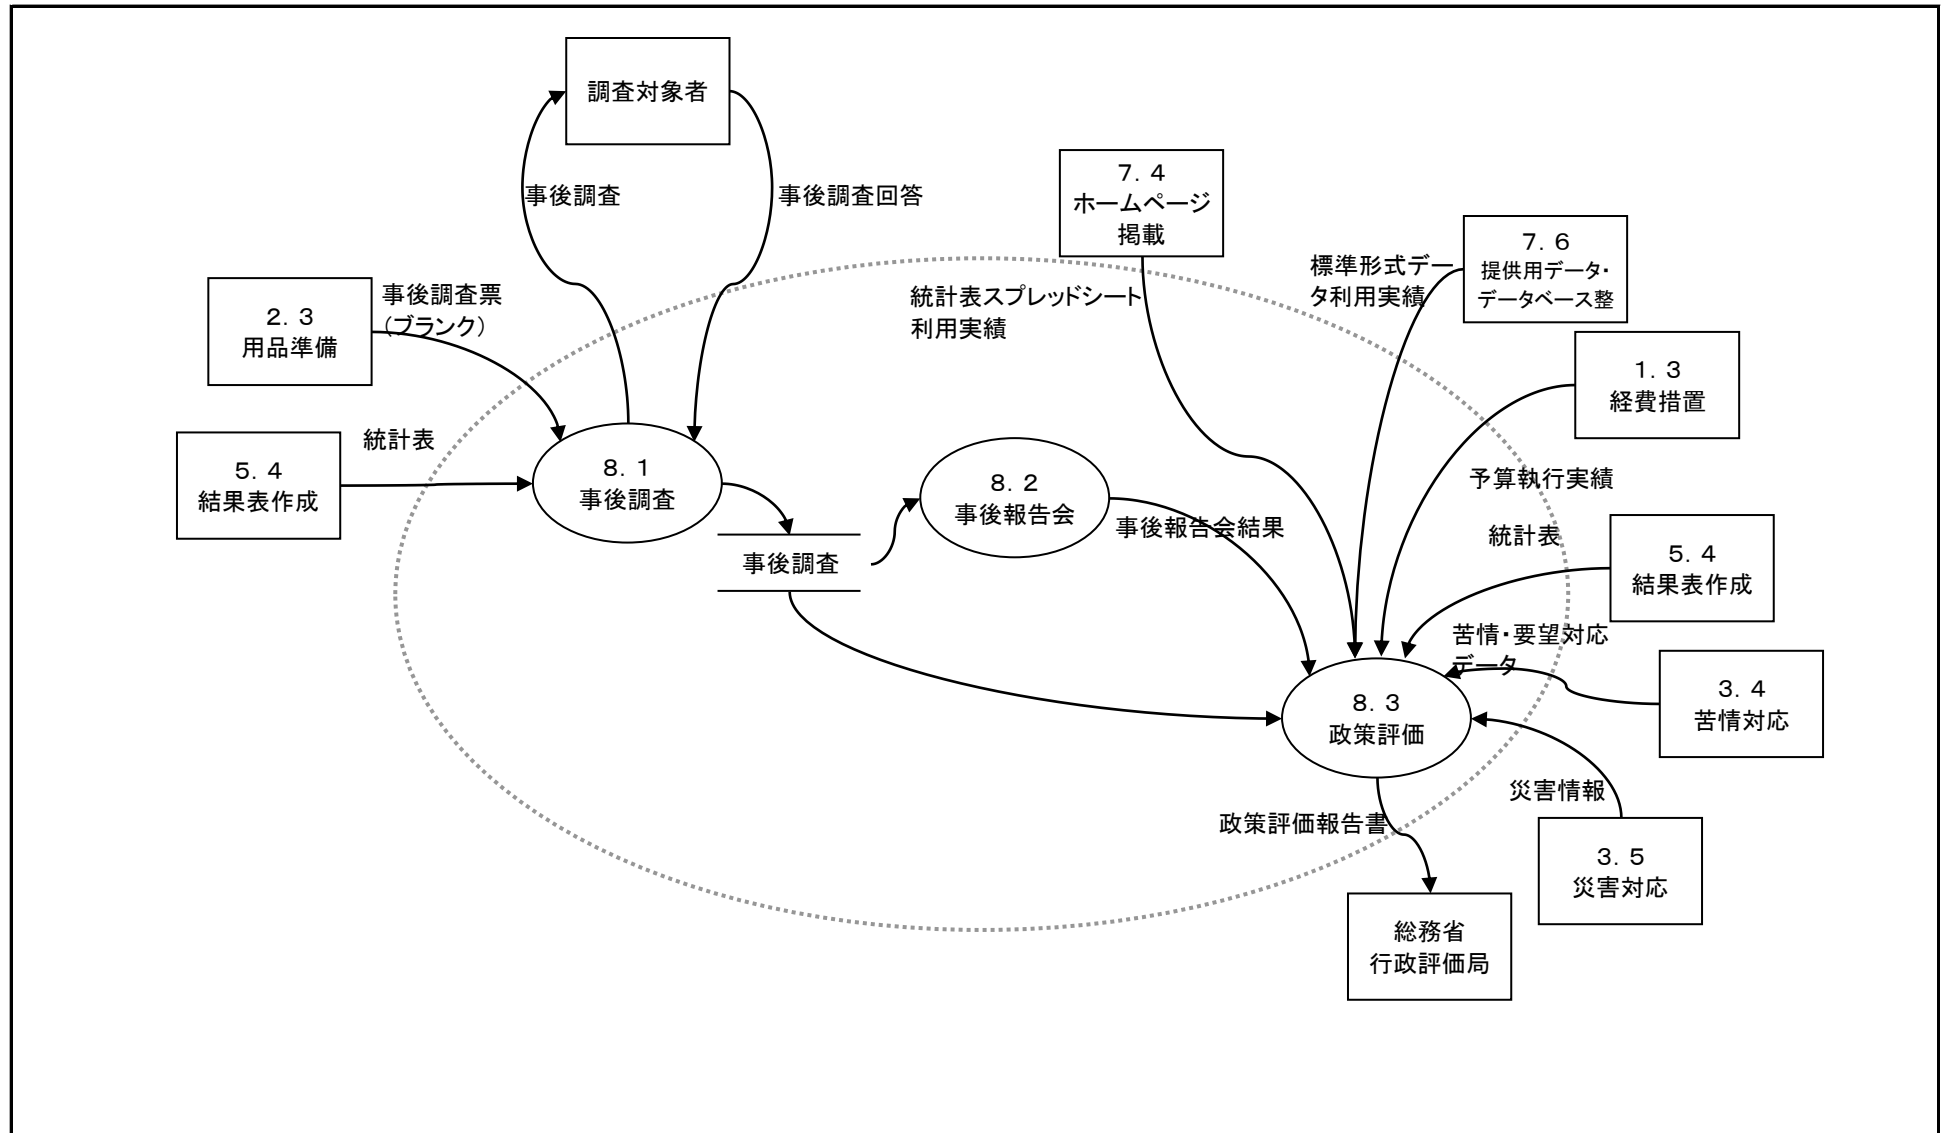 調査対象者
事後調査
事後調査回答
7．4
ホームページ
掲載
7．6
提供用データ・
データベース整
標準形式デー
タ利用実績
統計表スプレッドシート
利用実績
2．3
用品準備
事後調査票
（ブランク）
1．3
経費措置
予算執行実績
5．4
結果表作成
統計表
8．1
事後調査
8．2
事後報告会
事後報告会結果
事後調査
統計表
5．4
結果表作成
苦情・要望対応
データ
3．4
苦情対応
8．3
政策評価
災害情報
3．5
災害対応
政策評価報告書
総務省
行政評価局